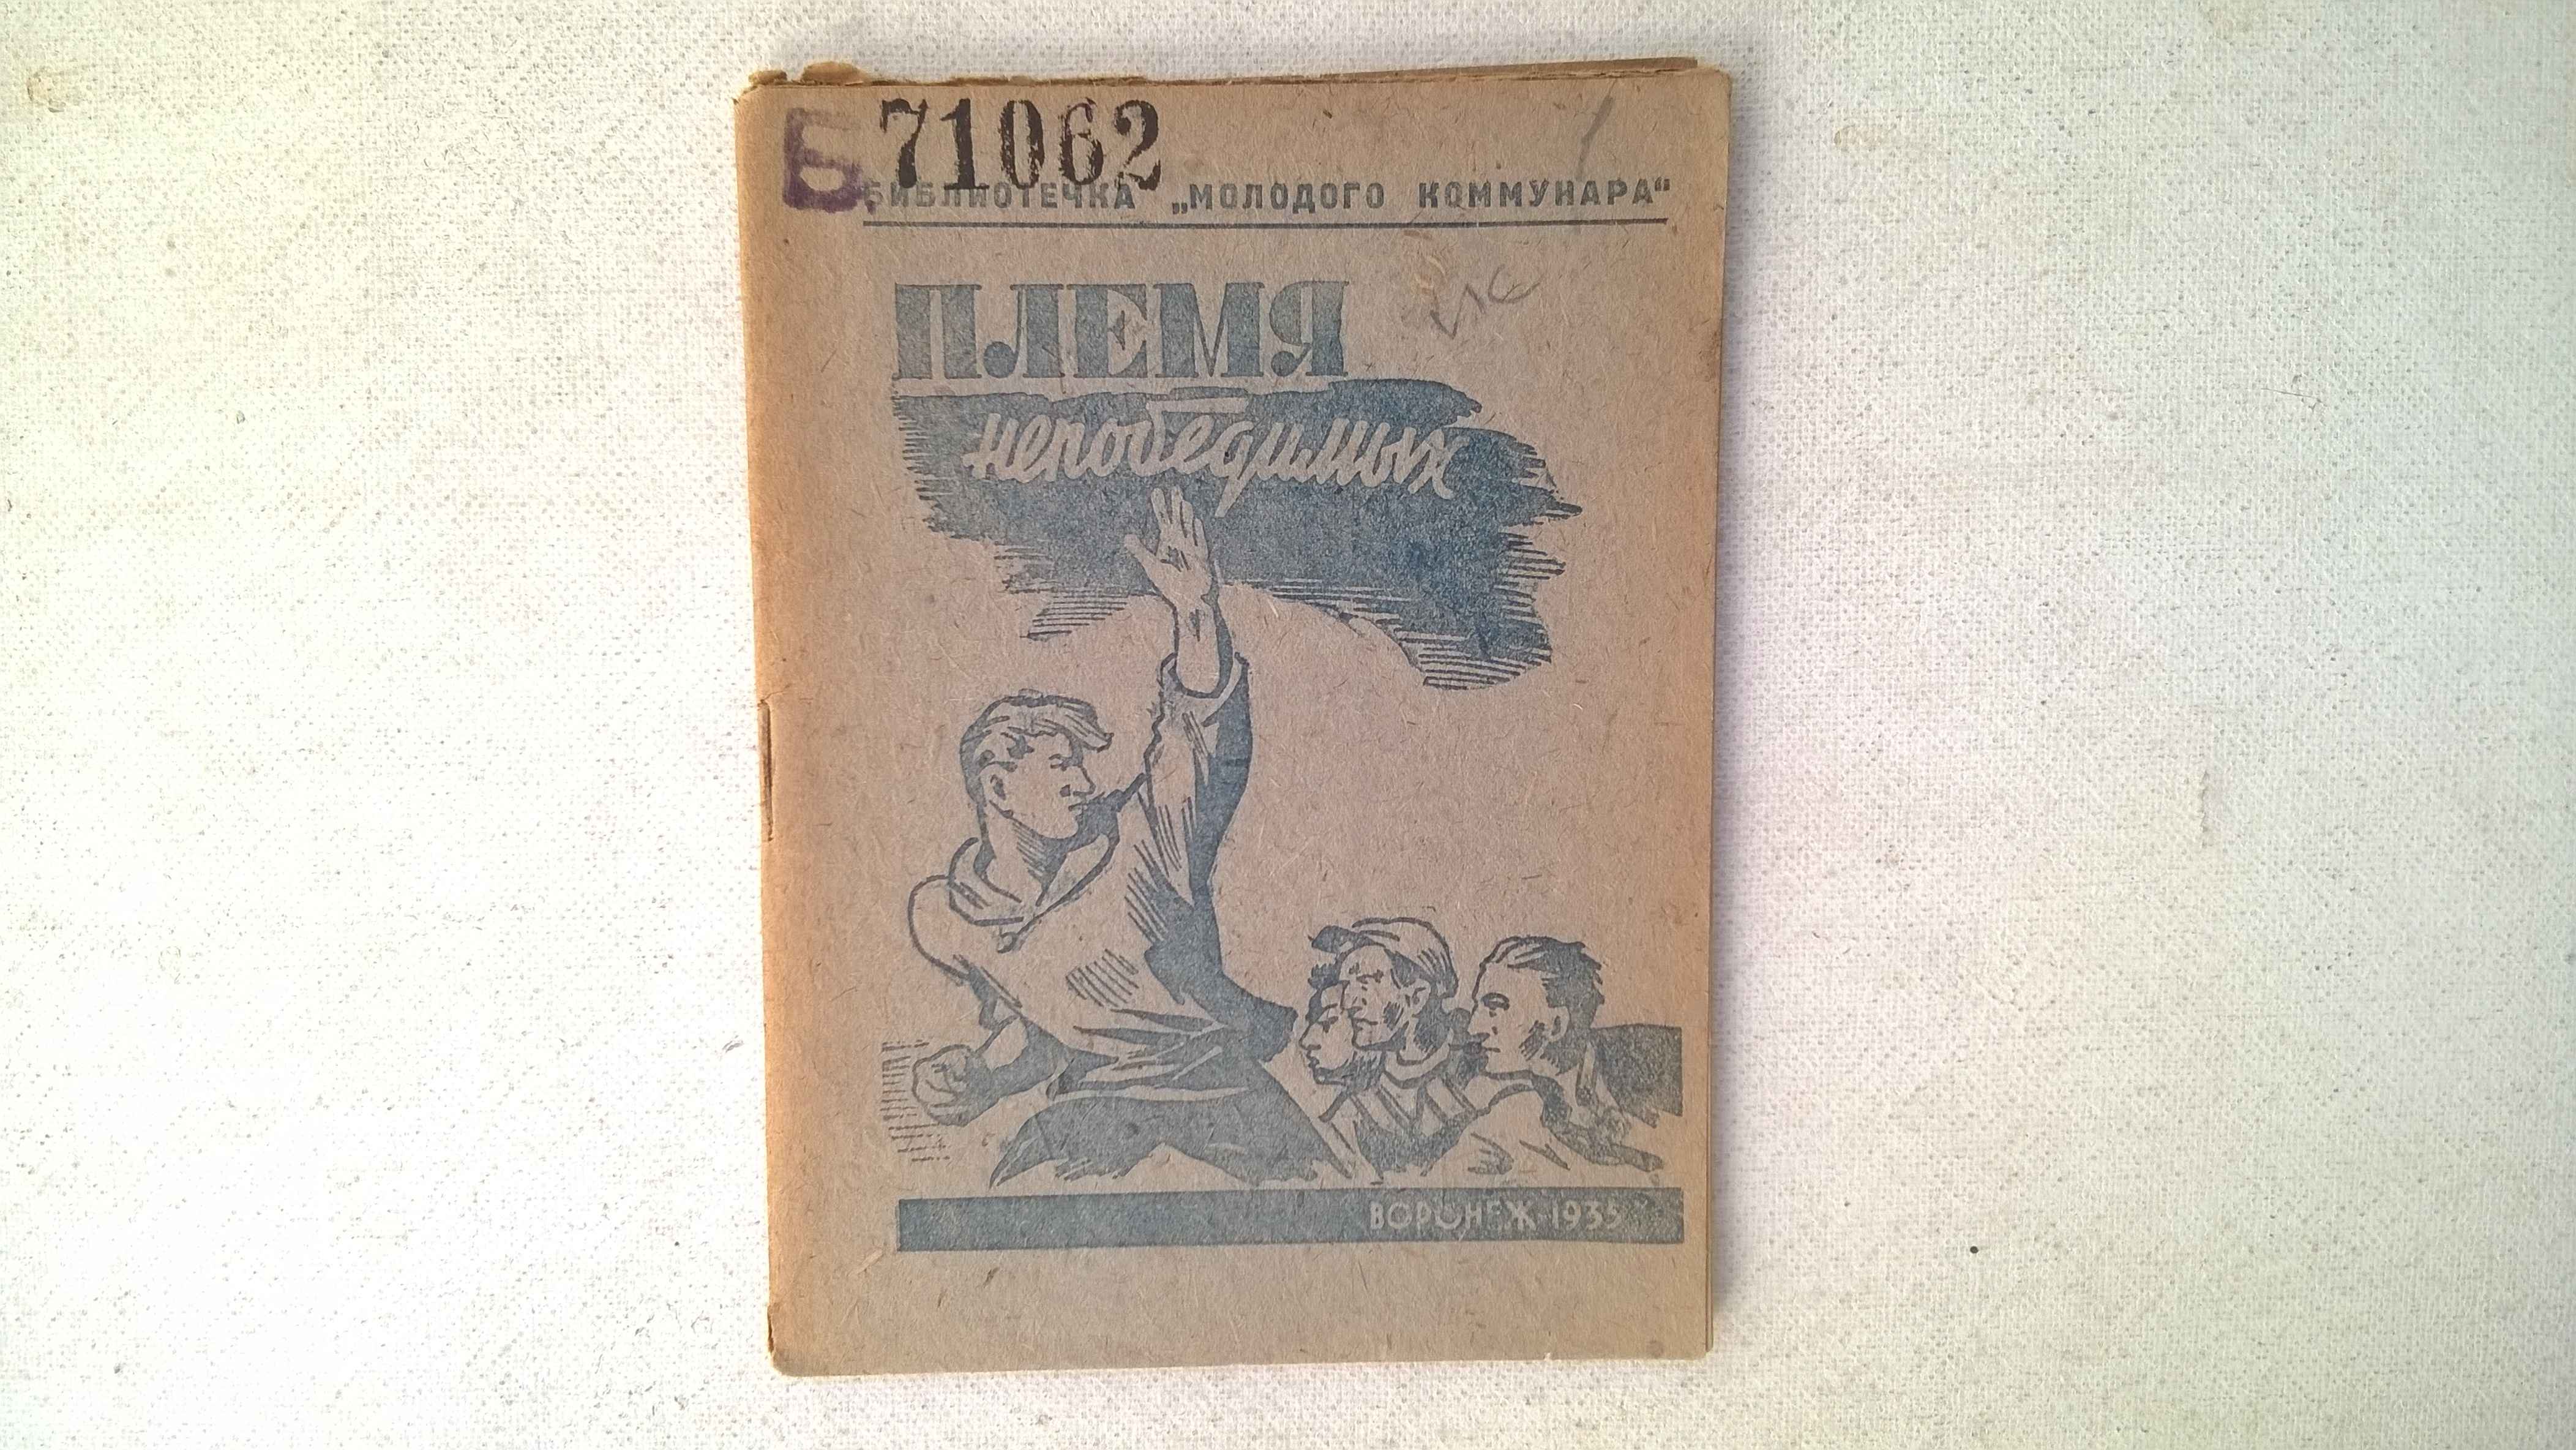 Б. 71062
БИБЛИОТЕЧКА „МОЛОДОГО КОММУНАРА“
ПЛЕМЯ
непобедимых
ВОРОНЕЖ-1935